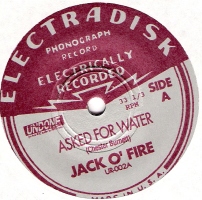 ELECTRADISK
PHONOGRAPH
RECORD
ELECTRICALLY
RECORDED
UNDONE
33 1/3
RPM
SIDE
A
ASKED FOR WATER
(Chester Burnett)
JACK O' FIRE
UR-002A
MADE IN U.S.A.